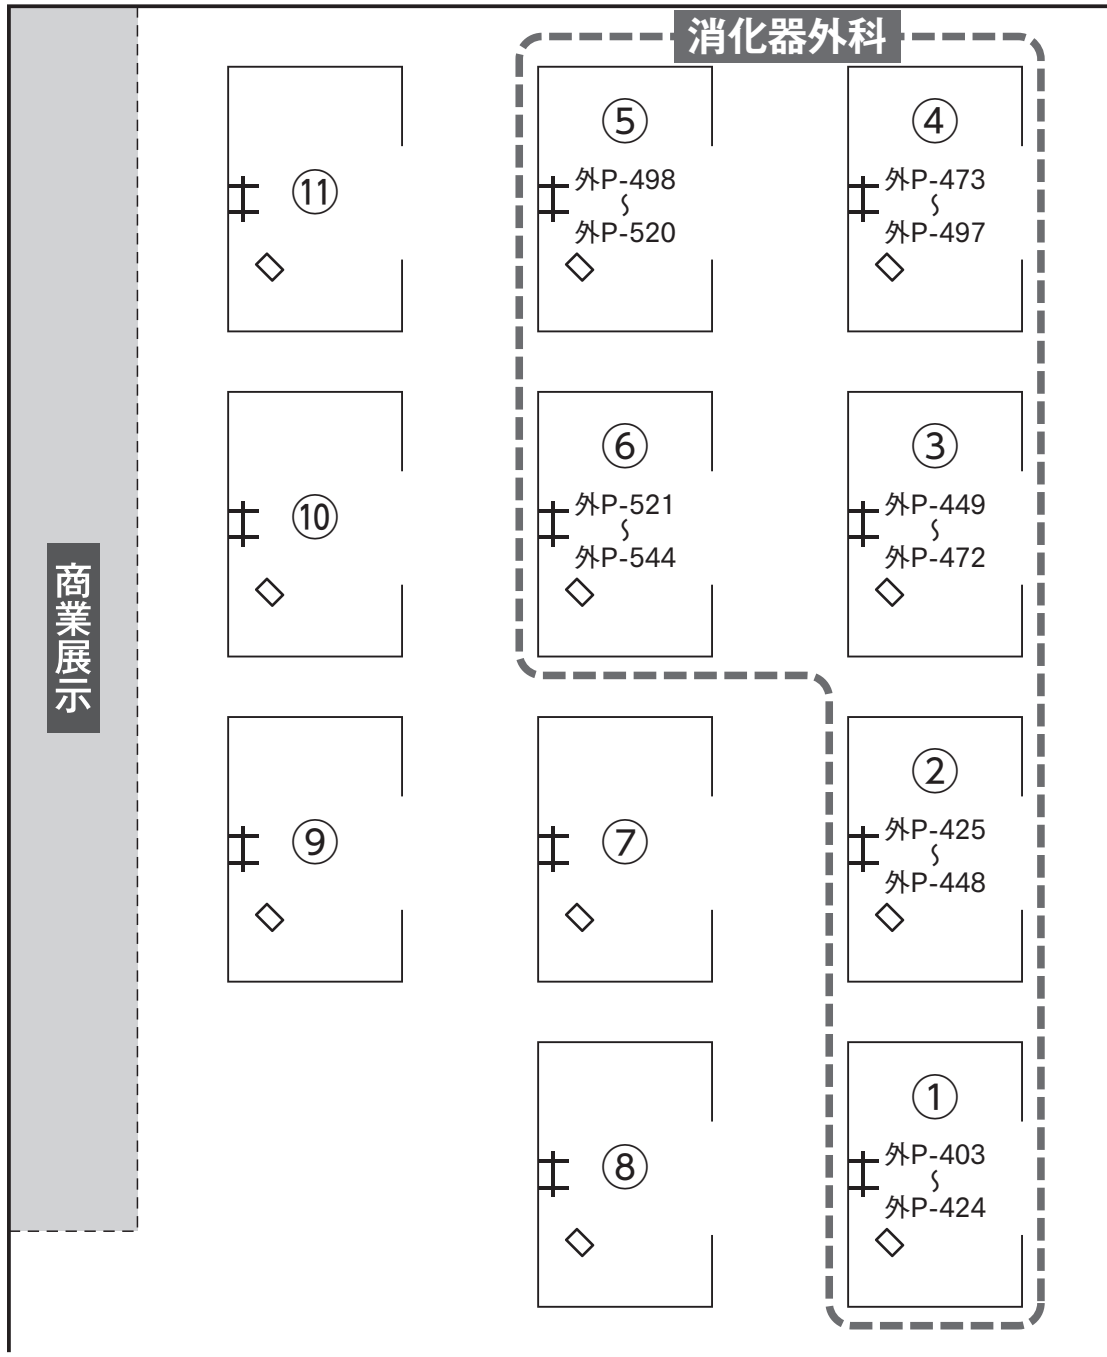 消化器外科
⑪
⑤
外P-498
〜
外P-520
④
外P-473
〜
外P-497
⑩
⑥
外P-521
〜
外P-544
③
外P-449
〜
外P-472
商業展示
⑨
⑦
②
外P-425
〜
外P-448
⑧
①
外P-403
〜
外P-424